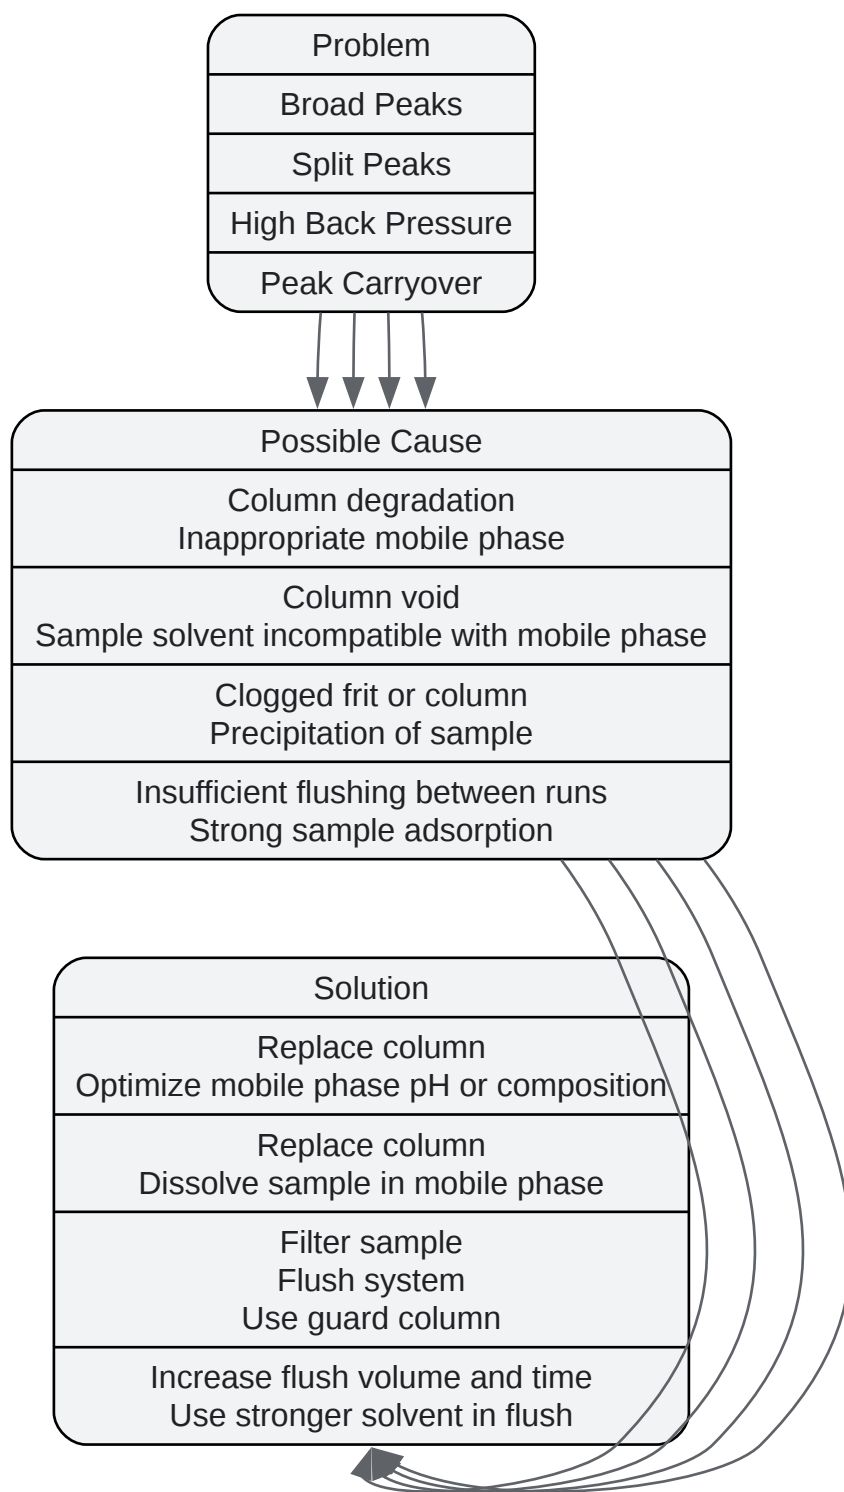 Problem
Broad Peaks
Split Peaks
High Back Pressure
Peak Carryover
Possible Cause
Column degradation
Inappropriate mobile phase
Column void
Sample solvent incompatible with mobile phase
Clogged frit or column
Precipitation of sample
Insufficient flushing between runs
Strong sample adsorption
Solution
Replace column
Optimize mobile phase pH or composition
Replace column
Dissolve sample in mobile phase
Filter sample
Flush system
Use guard column
Increase flush volume and time
Use stronger solvent in flush